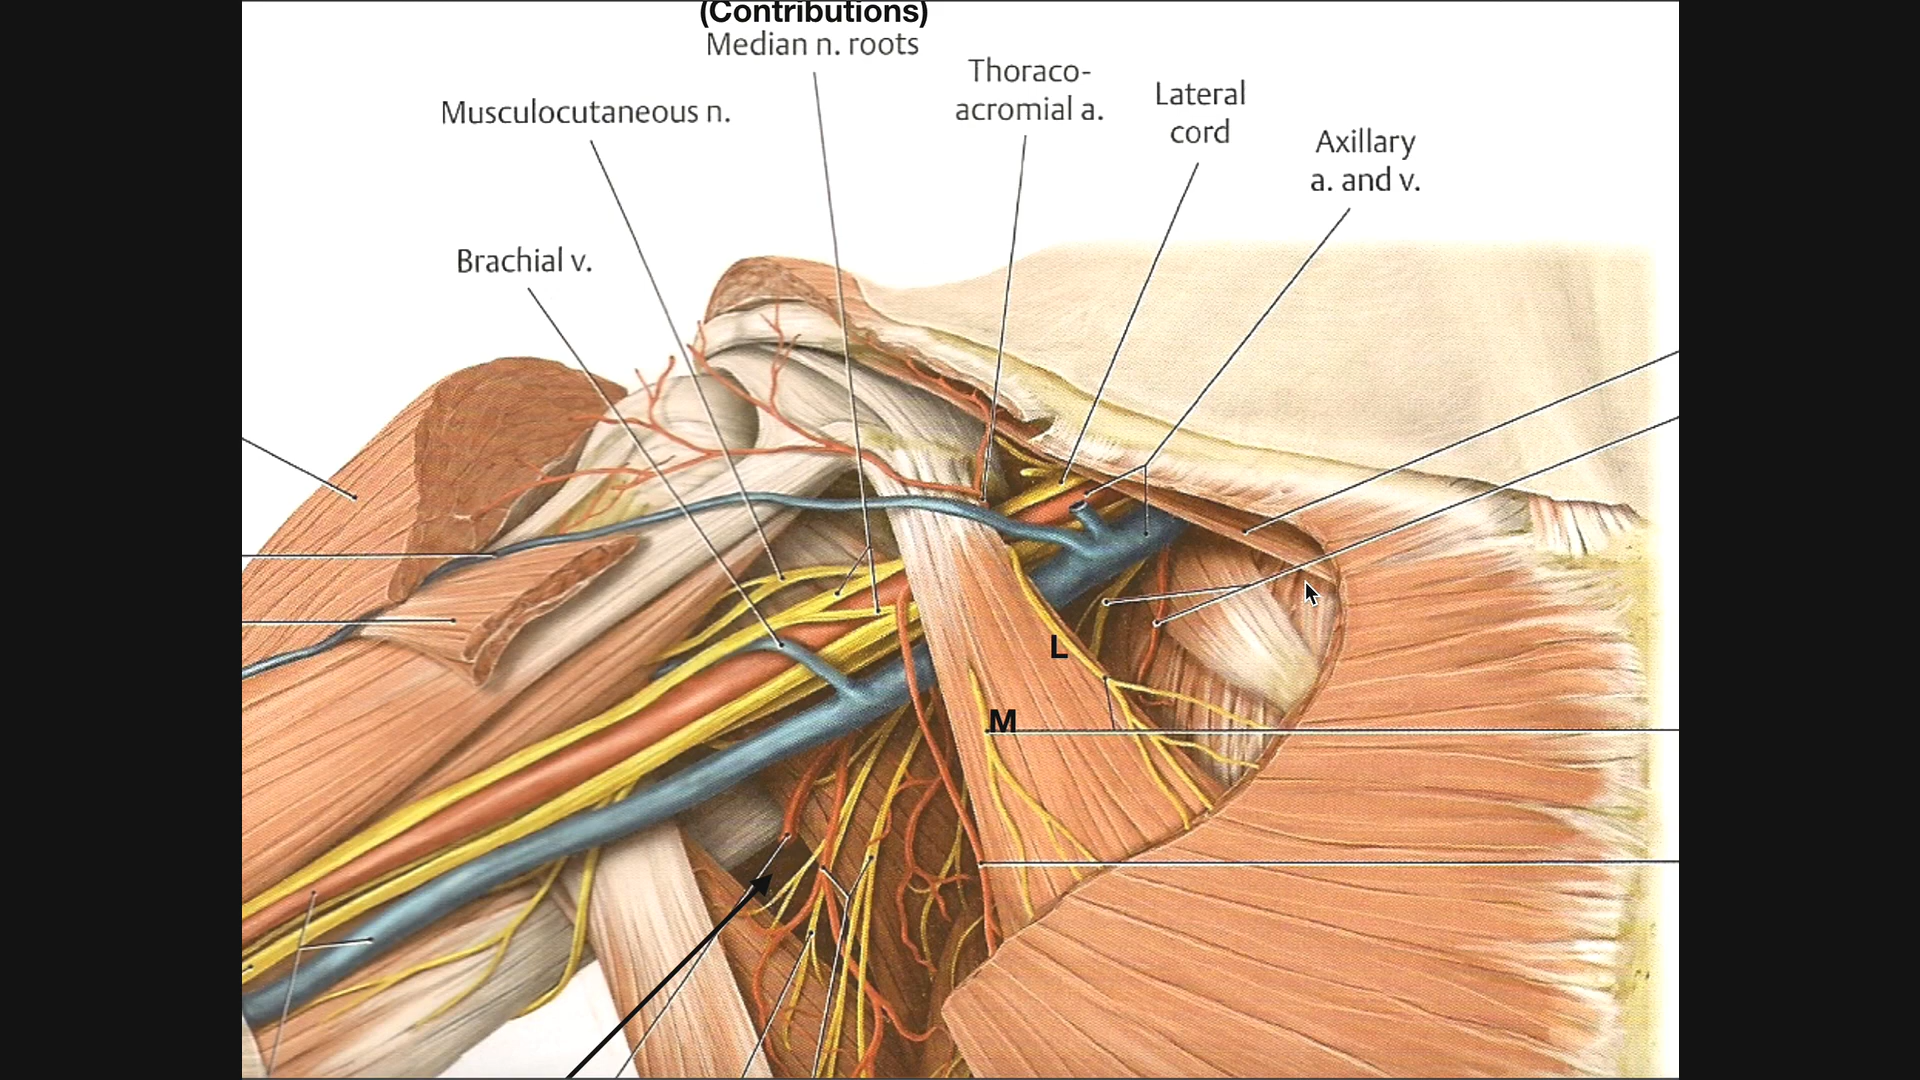 (Contributions)
Median n. roots
Thoraco-
acromial a.
Lateral
cord
Musculocutaneous n.
Axillary
a. and v.
Brachial v.
L
M